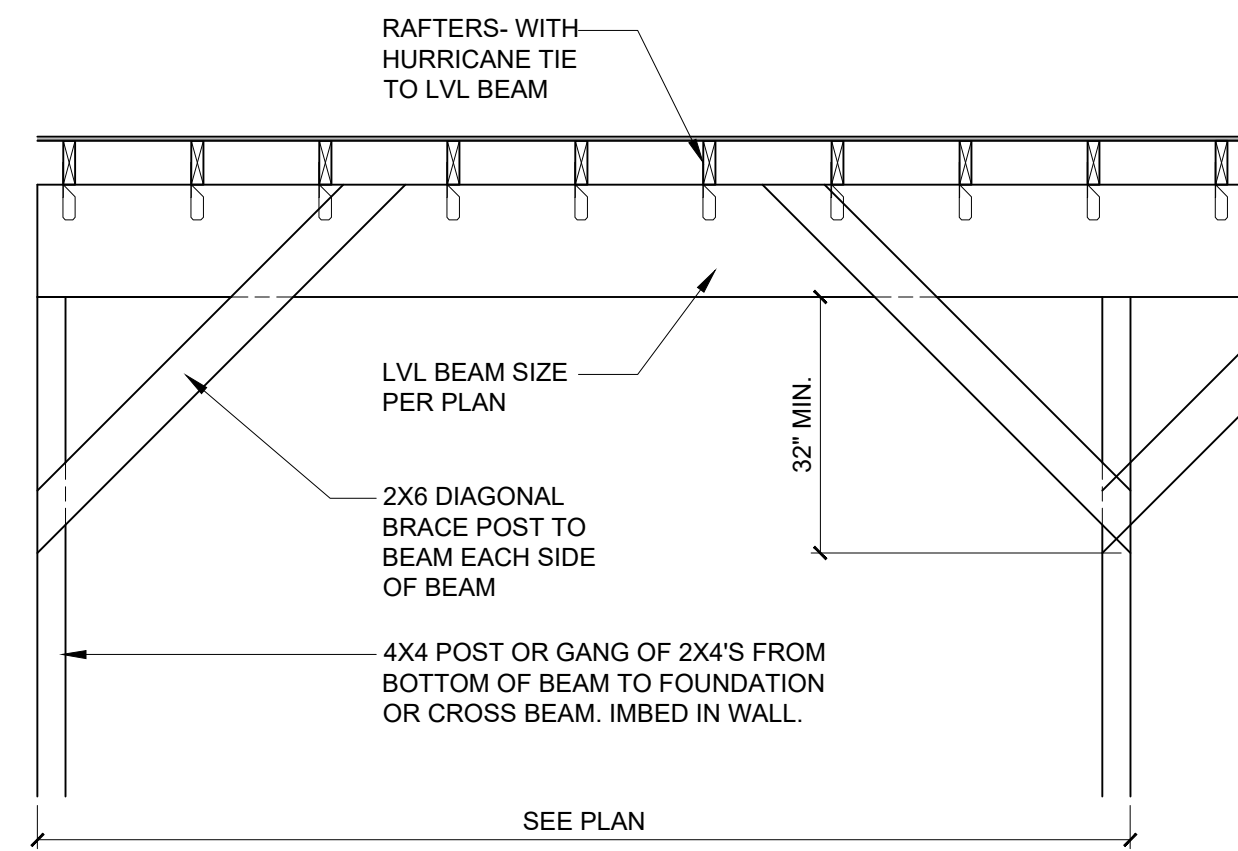 RAFTERS- WITH
HURRICANE TIE
TO LVL BEAM
LVL BEAM SIZE
PER PLAN
32" MIN.
2X6 DIAGONAL
BRACE POST TO
BEAM EACH SIDE
OF BEAM
4X4 POST OR GANG OF 2X4'S FROM
BOTTOM OF BEAM TO FOUNDATION
OR CROSS BEAM. IMBED IN WALL.
SEE PLAN